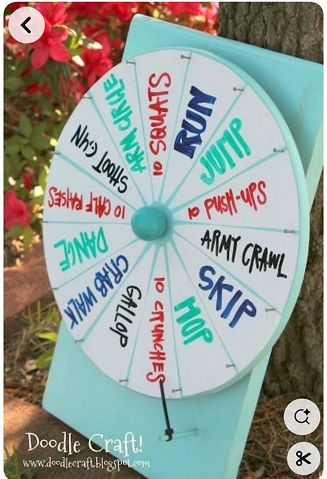 10 SQUATS
RUN
JUMP
10 PUSH-UPS
ARMY CRAWL
SKIP
HOP
10 CRUNCHES
GALLOP
CRAB WALK
DANCE
10 CALF RAISES
SHOOT GUN
ARM CIRCLE
Doodle Craft!
www.doodlecraft.blogspot.com